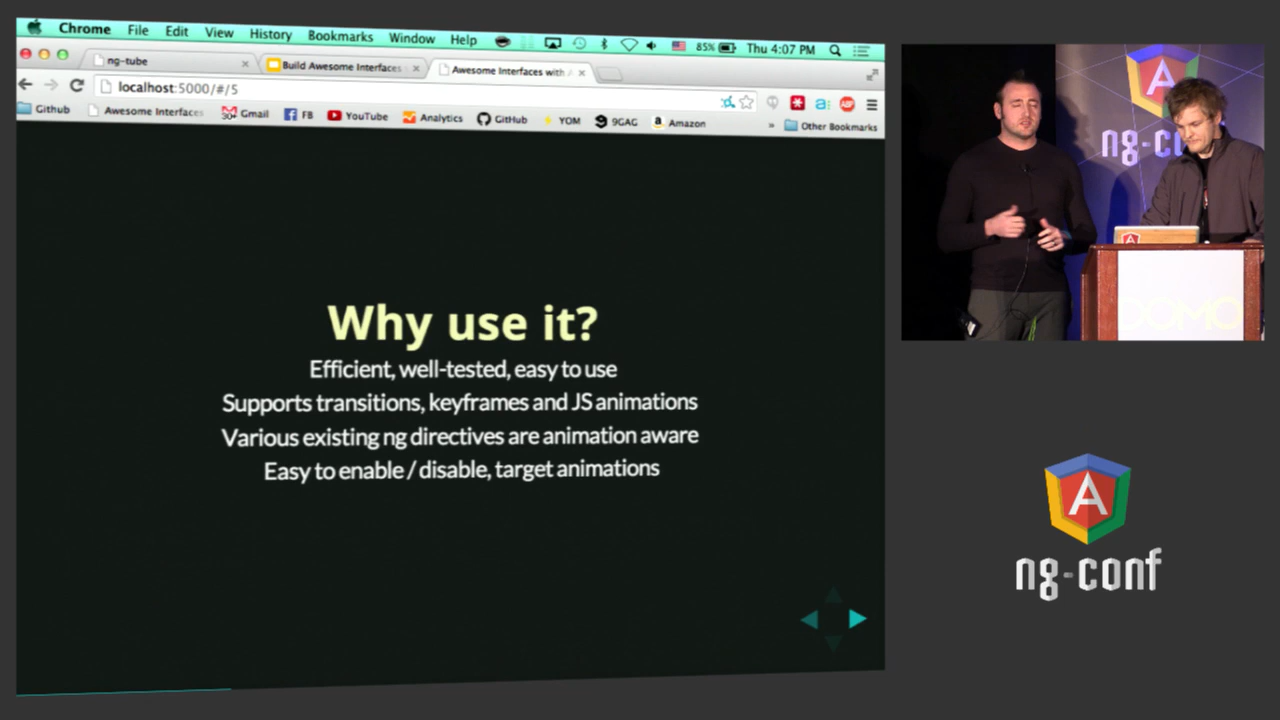 Chrome File Edit View History Bookmarks Window Help 85% Thu 4:07 PM
ng-tube
Build Awesome Interfaces
Awesome Interfaces with
localhost:5000/#/5
Github Awesome Interfaces Gmail FB YouTube Analytics GitHub YOM 9GAG Amazon » Other Bookmarks
Why use it?
Efficient, well-tested, easy to use
Supports transitions, keyframes and JS animations
Various existing ng directives are animation aware
Easy to enable / disable, target animations
A
DOMO
A
ng-conf